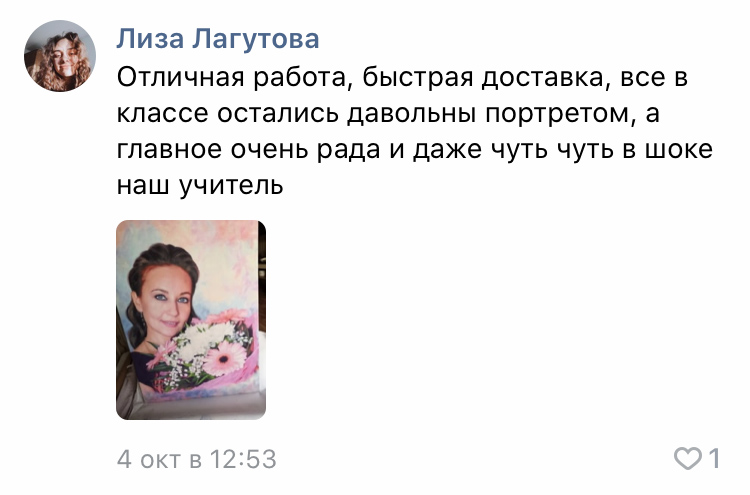 Лиза Лагутова
Отличная работа, быстрая доставка, все в
классе остались давольны портретом, а
главное очень рада и даже чуть чуть в шоке
наш учитель
4 окт в 12:53
1